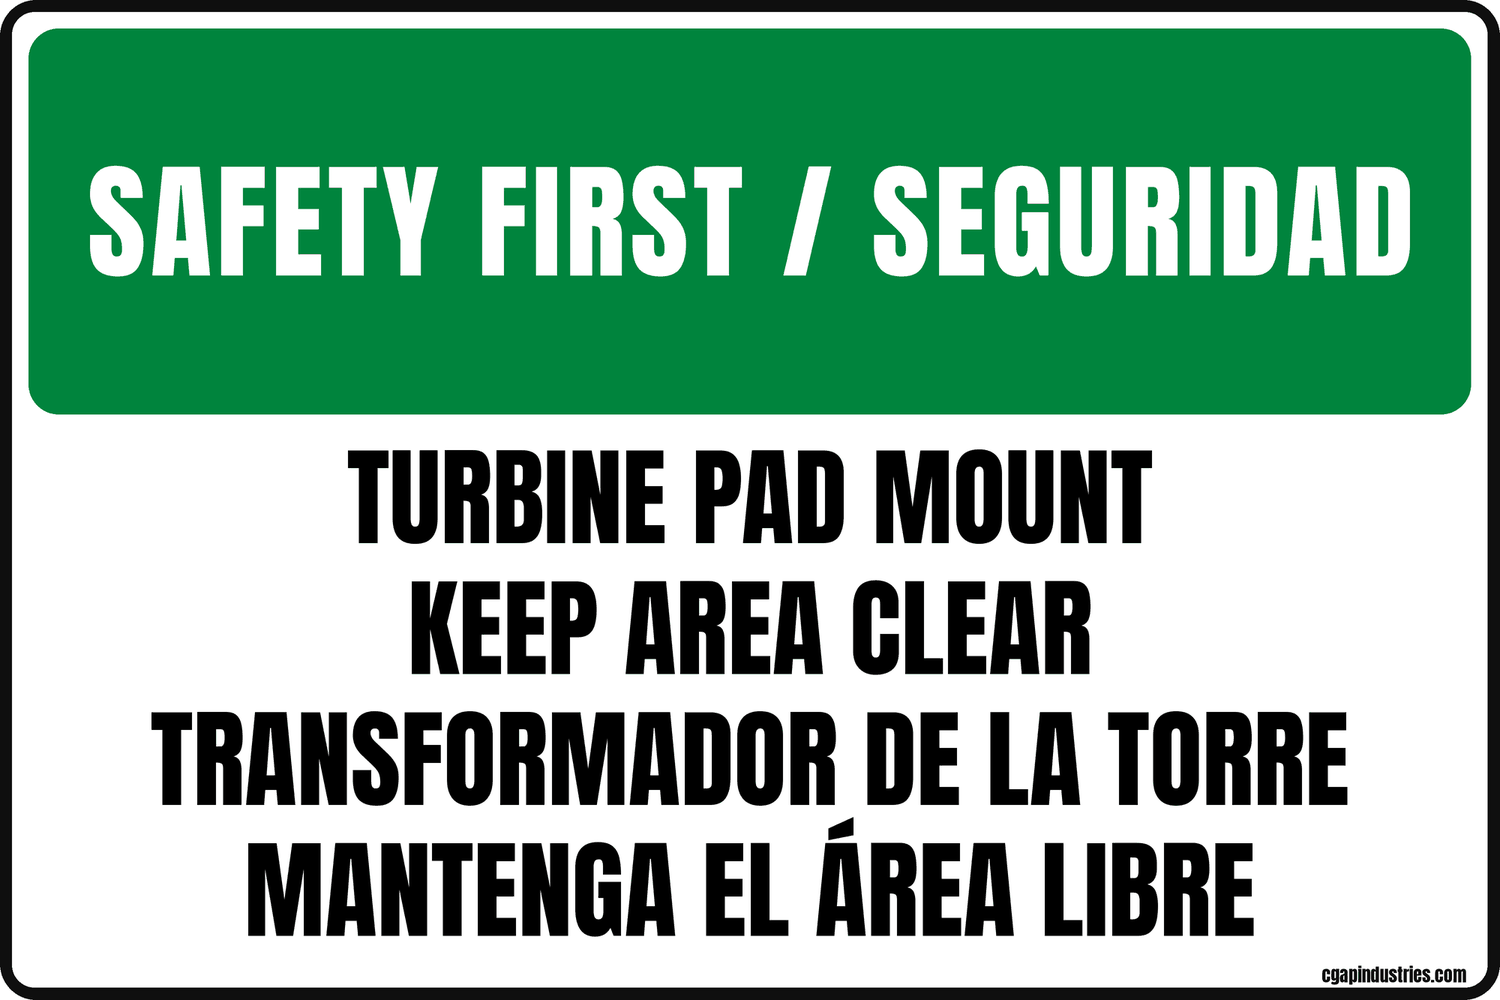 SAFETY FIRST / SEGURIDAD
TURBINE PAD MOUNT
KEEP AREA CLEAR
TRANSFORMADOR DE LA TORRE
MANTENGA EL ÁREA LIBRE
cgapindustries.com